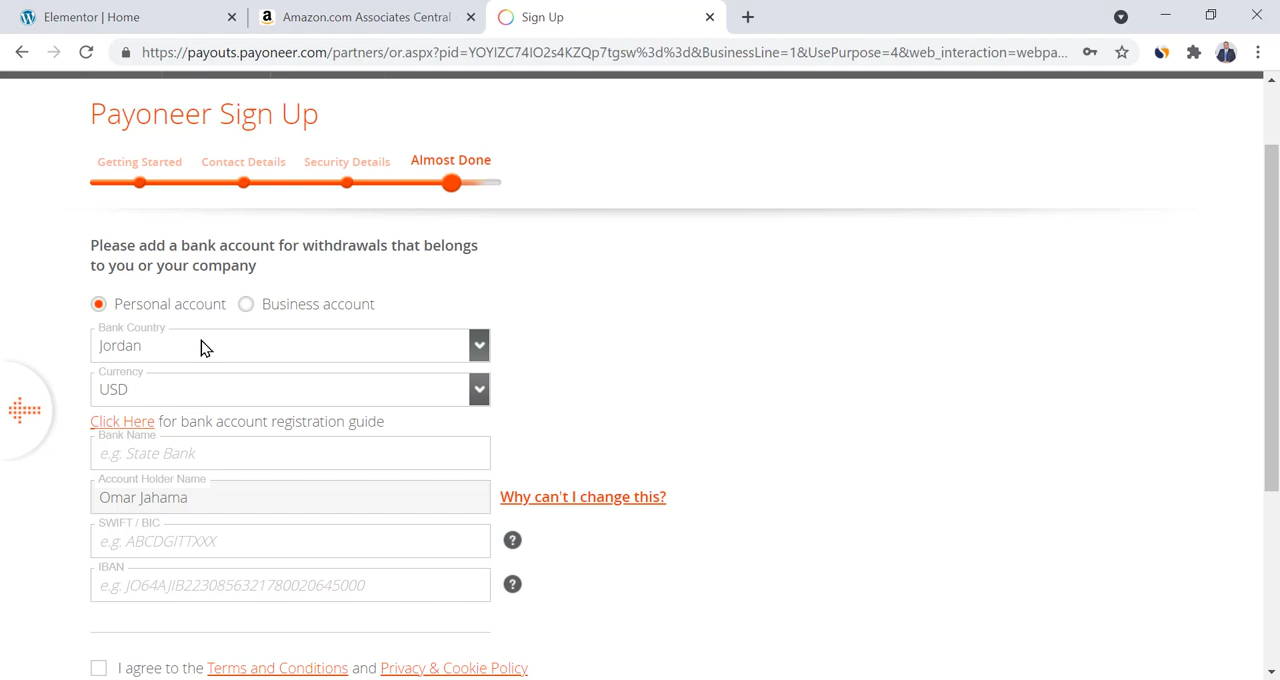 Elementor | Home
Amazon.com Associates Central
Sign Up
https://payouts.payoneer.com/partners/or.aspx?pid=YOYIZC74IO2s4KZQp7tgsw%3d%3d&BusinessLine=1&UsePurpose=4&web_interaction=webpa...
Payoneer Sign Up
Getting Started Contact Details Security Details Almost Done
Please add a bank account for withdrawals that belongs
to you or your company
Personal account Business account
Bank Country
Jordan
Currency
USD
Click Here for bank account registration guide
Bank Name
e.g. State Bank
Account Holder Name
Omar Jahama
Why can't I change this?
SWIFT / BIC
e.g. ABCDGITTXXX
?
IBAN
e.g. JO64AJIB2230856321780020645000
?
I agree to the Terms and Conditions and Privacy & Cookie Policy